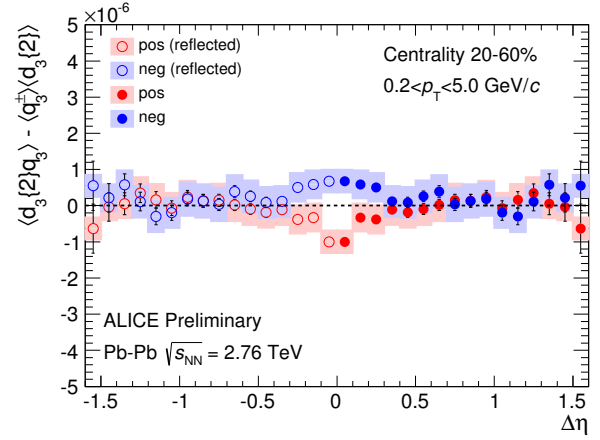 ×10⁻⁶
⟨d₃{2}q₃⟩ - ⟨q₃^±⟩⟨d₃{2}⟩
5
4
3
2
1
0
-1
-2
-3
-4
-5
pos (reflected)
neg (reflected)
pos
neg
Centrality 20-60%
0.2<p_T<5.0 GeV/c
ALICE Preliminary
Pb-Pb √s_NN = 2.76 TeV
-1.5 -1 -0.5 0 0.5 1 1.5
Δη